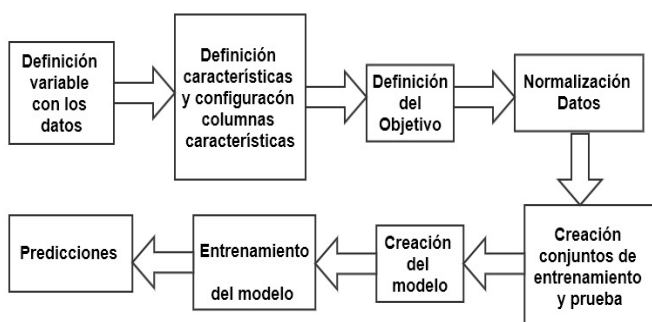 Definición
variable
con los
datos
Definición
características
y configuracón
columnas
características
Definición
del
Objetivo
Normalización
Datos
Creación
conjuntos de
entrenamiento
y prueba
Creación
del
modelo
Entrenamiento
del modelo
Predicciones